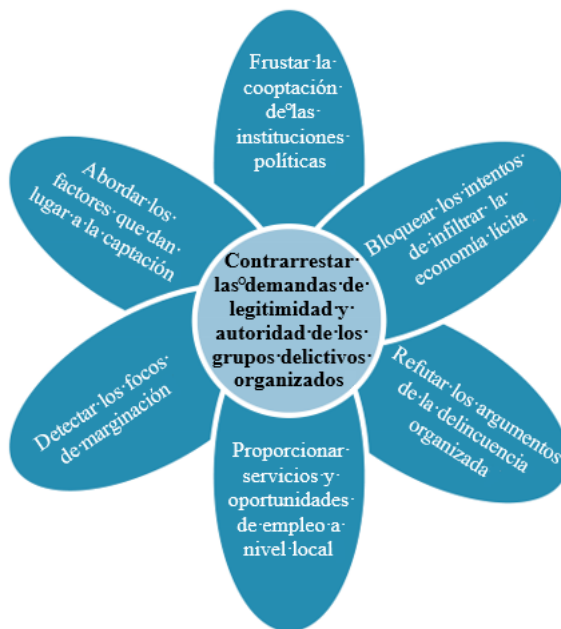 Frustar la
cooptación
de las
instituciones
políticas
Bloquear los intentos
de infiltrar la
economía lícita
Refutar los argumentos
de la delincuencia
organizada
Proporcionar
servicios y
oportunidades
de empleo a
nivel local
Detectar los focos
de marginación
Abordar los
factores que dan
lugar a la captación
Contrarrestar
las demandas de
legitimidad y
autoridad de los
grupos delictivos
organizados